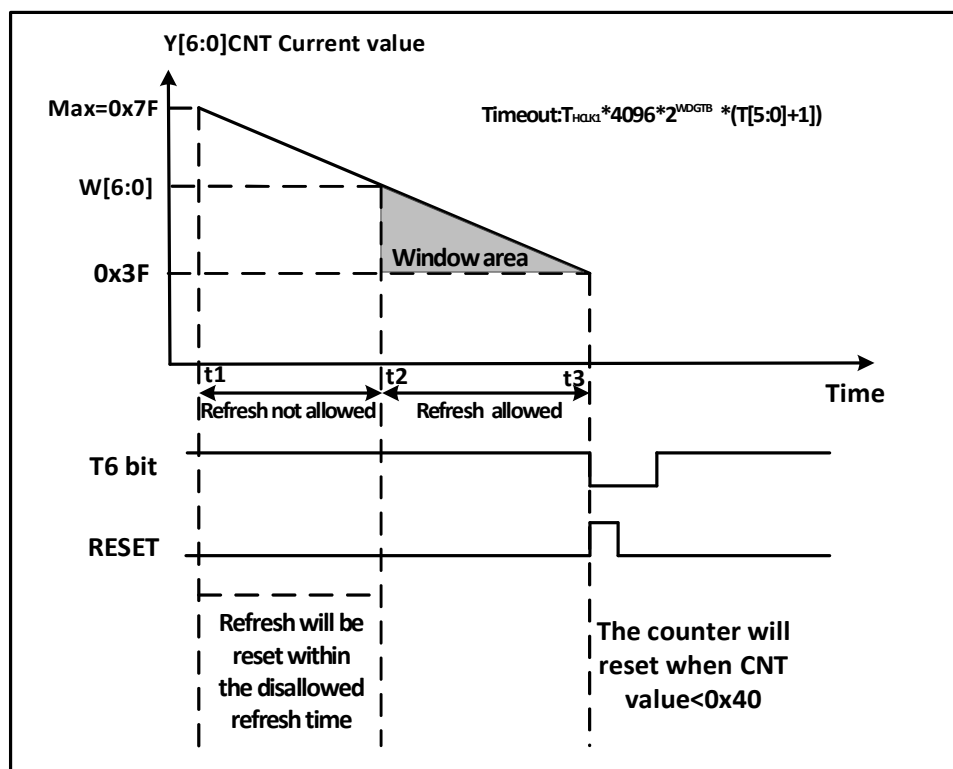 Y[6:0]CNT Current value
Max=0x7F
Timeout:THCLK1*4096*2^WDGTB *(T[5:0]+1])
W[6:0]
Window area
0x3F
t1
t2
t3
Time
Refresh not allowed
Refresh allowed
T6 bit
RESET
Refresh will be
reset within
the disallowed
refresh time
The counter will
reset when CNT
value<0x40